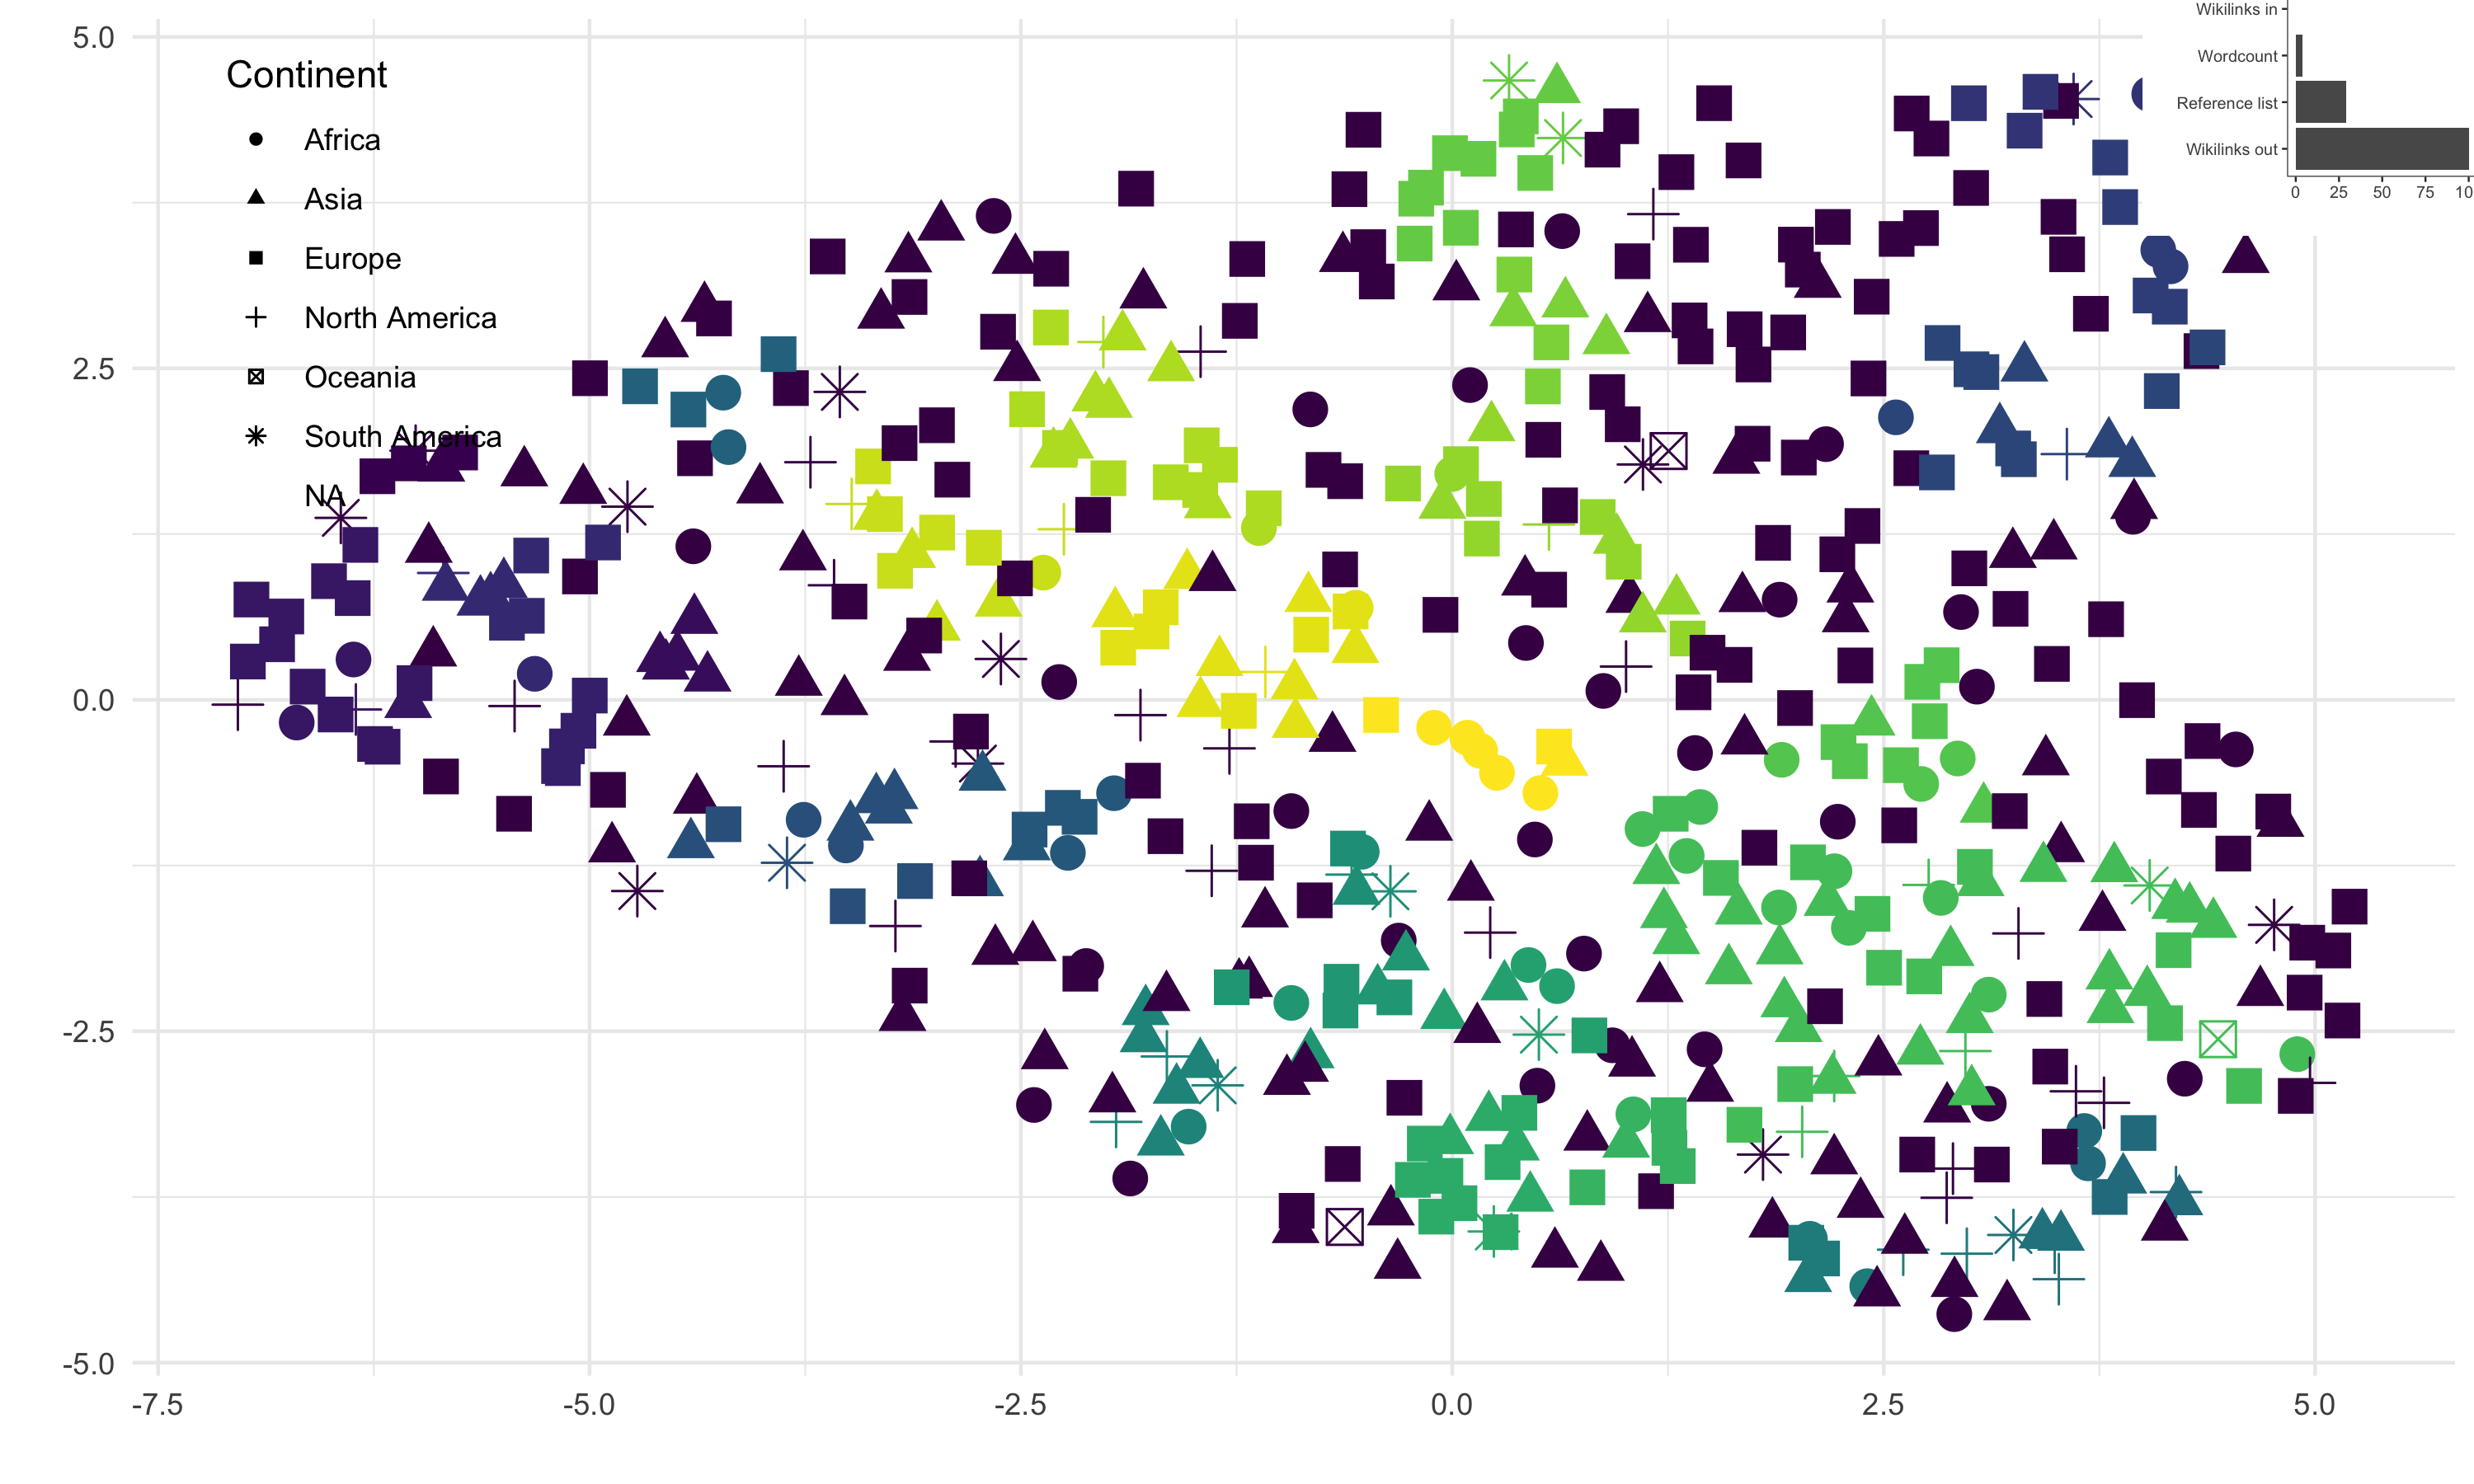 5.0
2.5
0.0
-2.5
-5.0
-7.5
-5.0
-2.5
0.0
2.5
5.0
Continent
Africa
Asia
Europe
North America
Oceania
South America
NA
Wikilinks in
Wordcount
Reference list
Wikilinks out
0
25
50
75
10